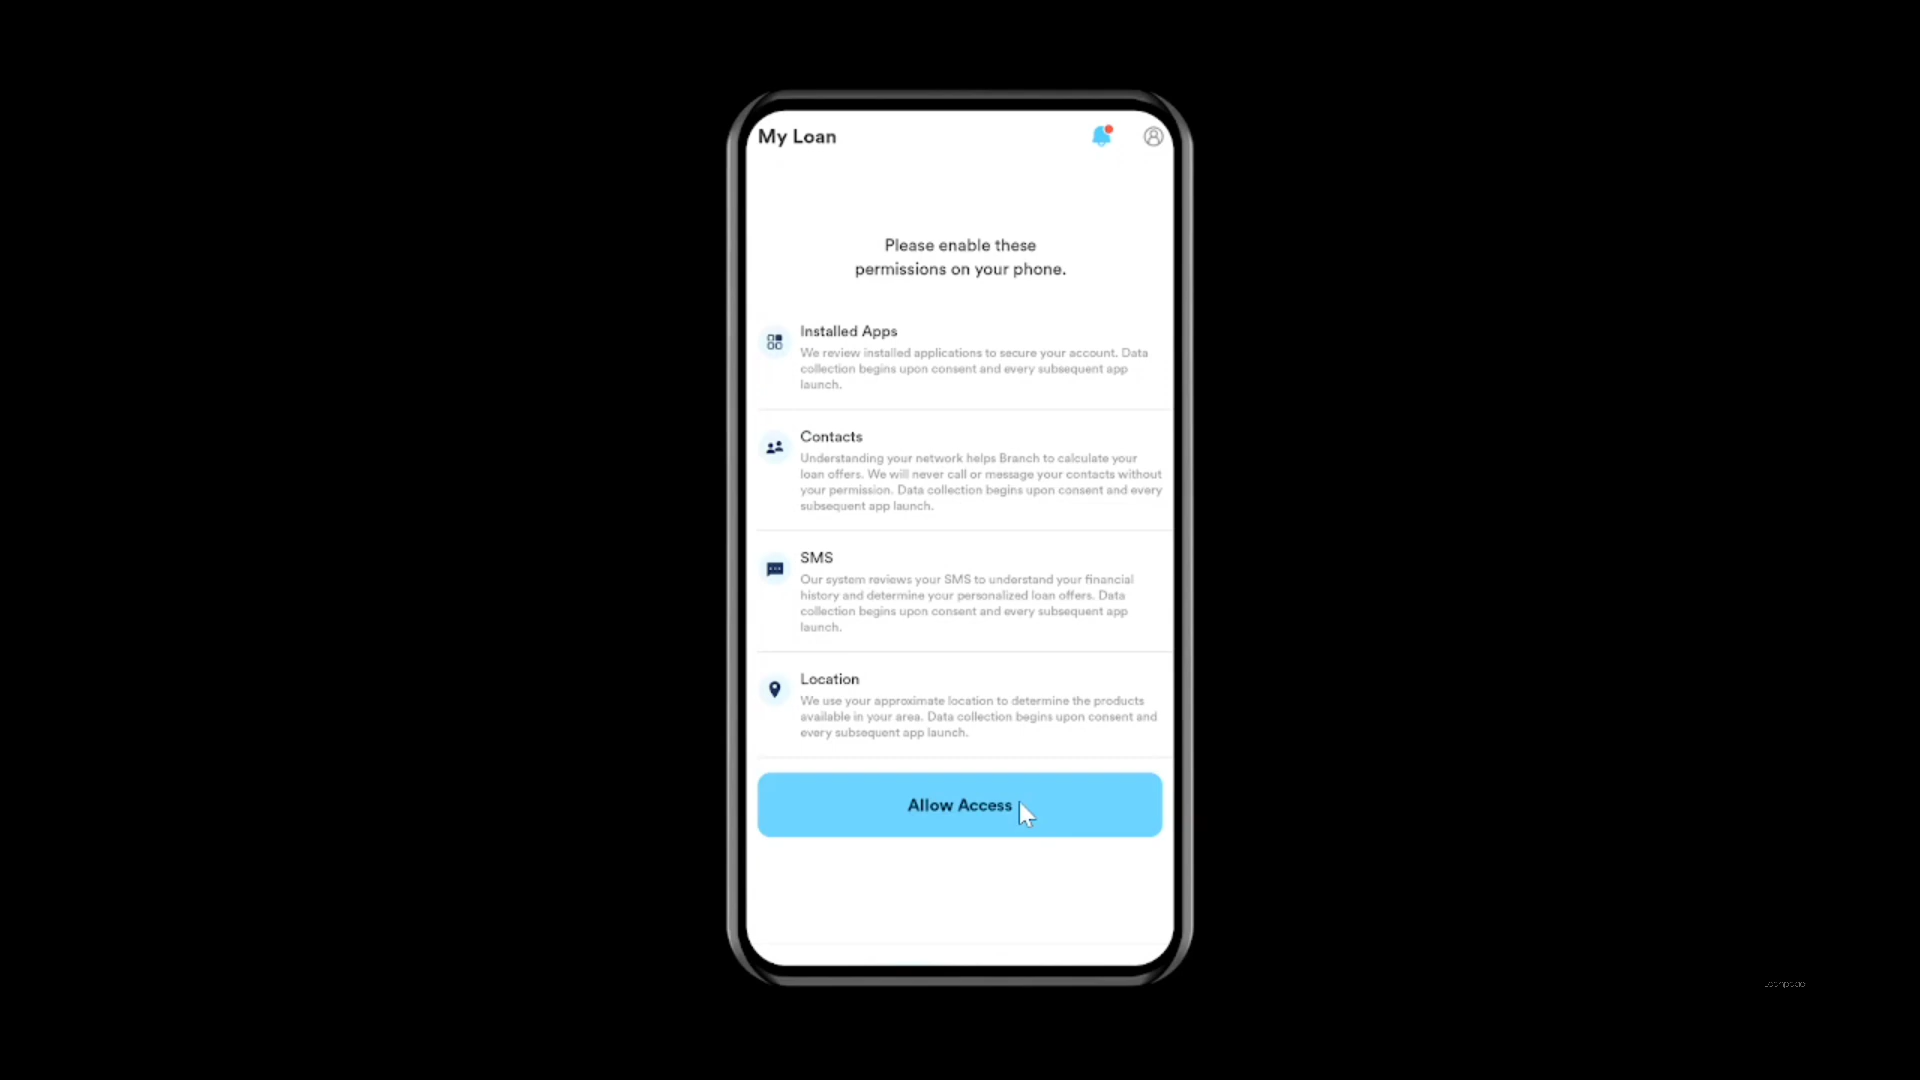 My Loan
Please enable these
permissions on your phone.
Installed Apps
We review installed applications to secure your account. Data
collection begins upon consent and every subsequent app
launch.
Contacts
Understanding your network helps Branch to calculate your
loan offers. We will never call or message your contacts without
your permission. Data collection begins upon consent and every
subsequent app launch.
SMS
Our system reviews your SMS to understand your financial
history and determine your personalized loan offers. Data
collection begins upon consent and every subsequent app
launch.
Location
We use your approximate location to determine the products
available in your area. Data collection begins upon consent and
every subsequent app launch.
Allow Access